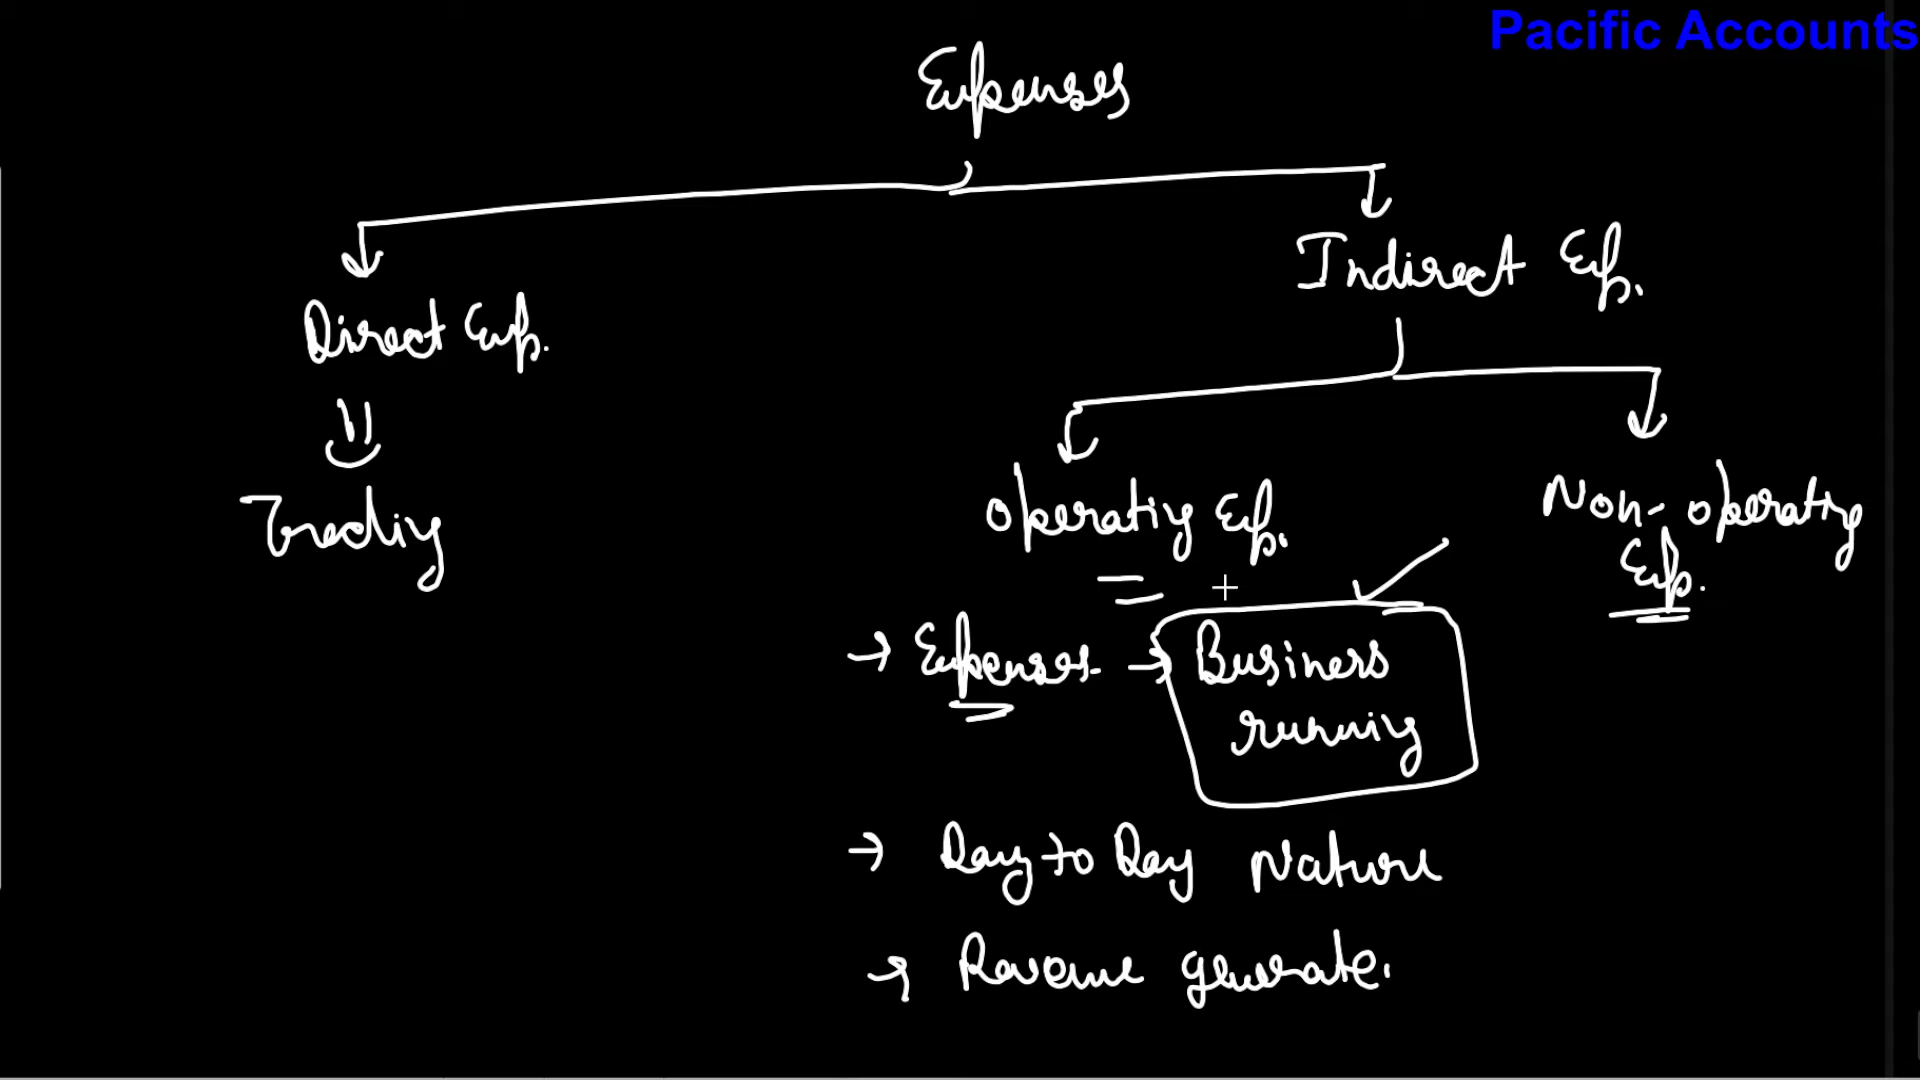 Pacific Accounts
Expenses
Indirect Exp.
Direct Exp.
Operating Exp.
Non-operating
Exp.
Trading
→ Expenses → Business
running
→ Day to Day Nature
→ Revenue generate.